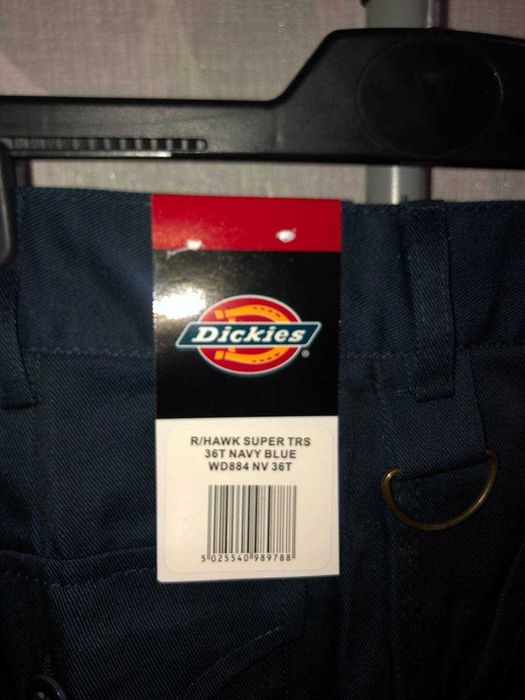 Dickies
®
R/HAWK SUPER TRS
36T NAVY BLUE
WD884 NV 36T
5 025540 989788